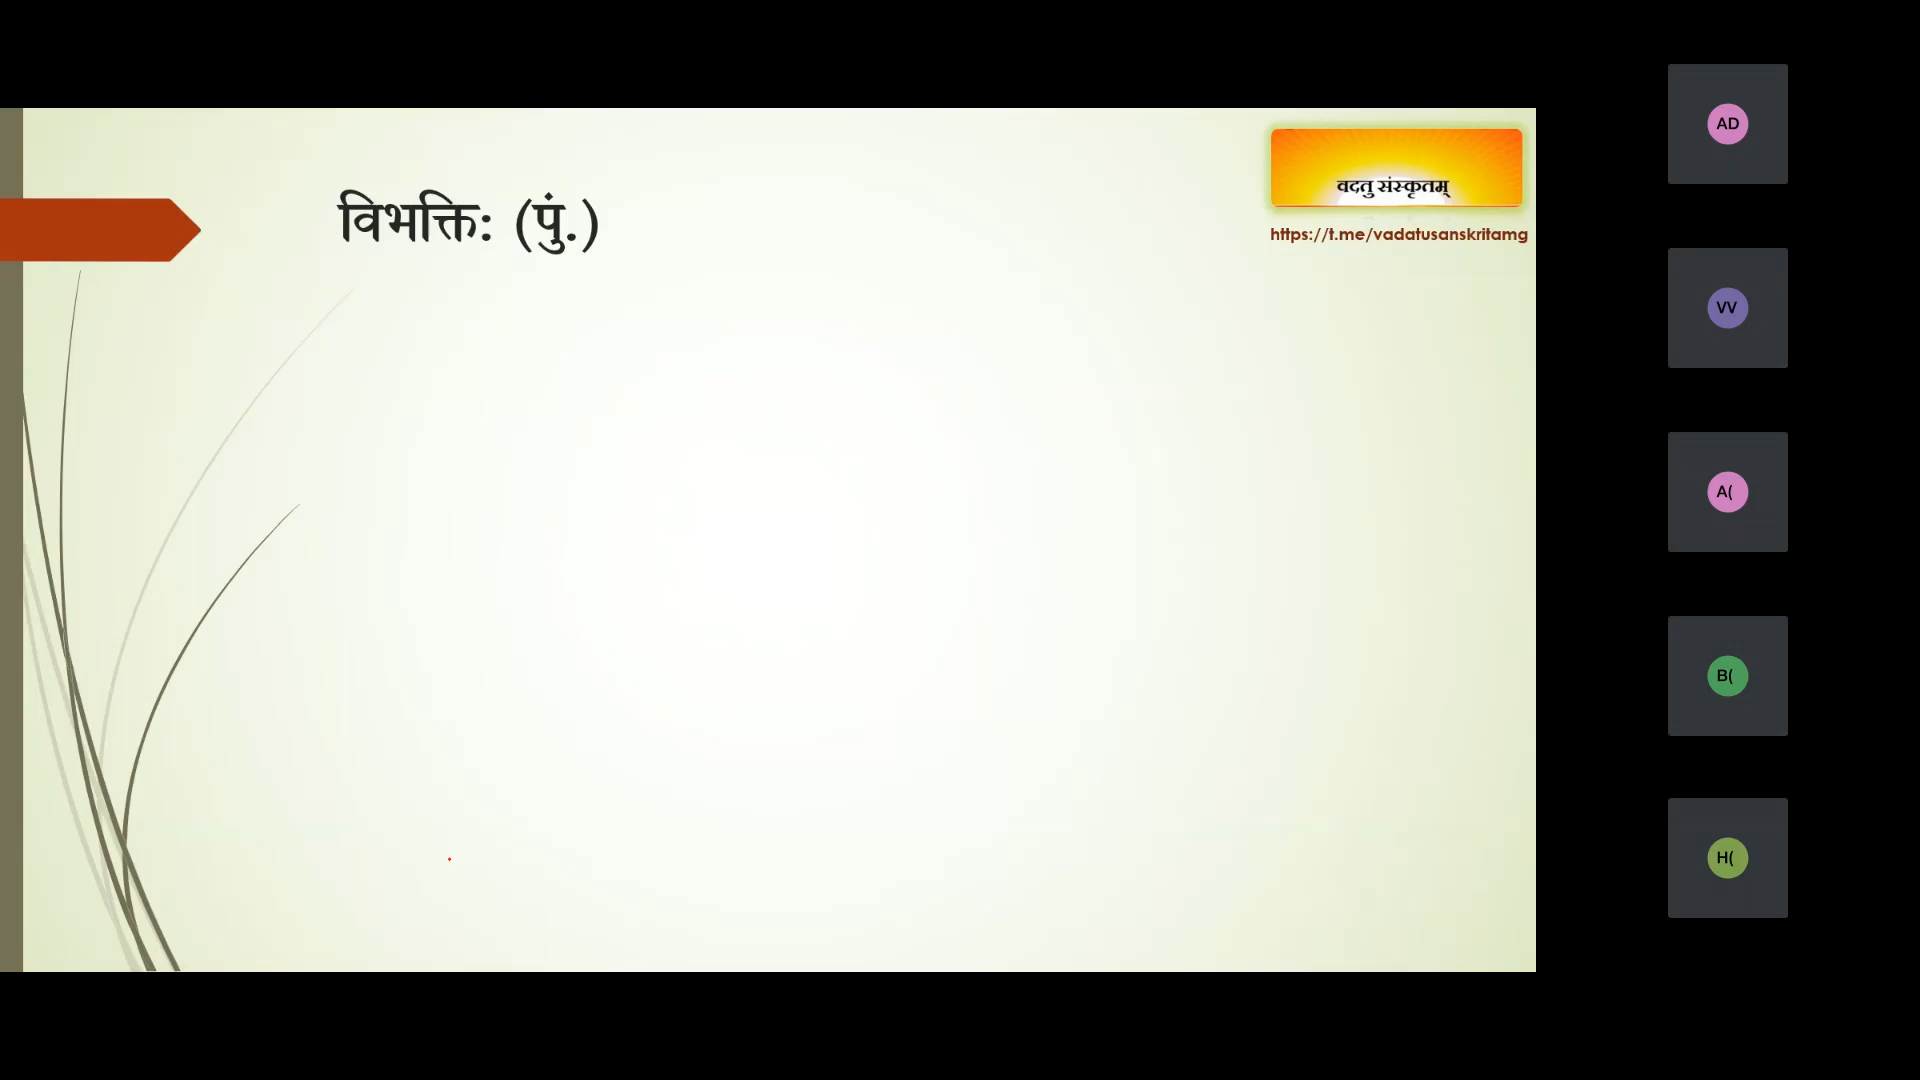 विभक्ति: (पुं.)
वदतु संस्कृतम्
https://t.me/vadatusanskritamg
AD
VV
A(
B(
H(